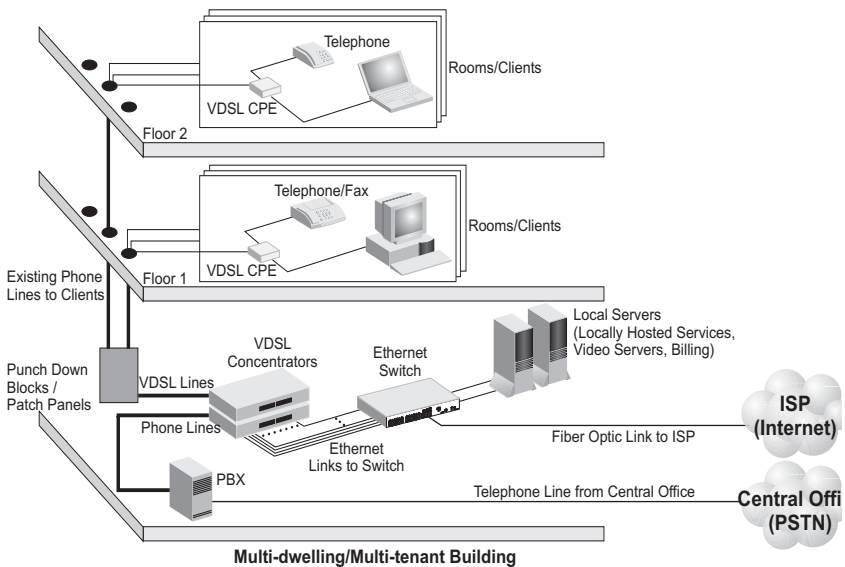 Telephone
Rooms/Clients
VDSL CPE
Floor 2
Telephone/Fax
Rooms/Clients
VDSL CPE
Floor 1
Existing Phone
Lines to Clients
Local Servers
(Locally Hosted Services,
Video Servers, Billing)
VDSL
Concentrators
Ethernet
Switch
Punch Down
Blocks /
Patch Panels
VDSL Lines
Phone Lines
Ethernet
Links to Switch
ISP
(Internet)
Fiber Optic Link to ISP
PBX
Telephone Line from Central Office
Central Offi
(PSTN)
Multi-dwelling/Multi-tenant Building